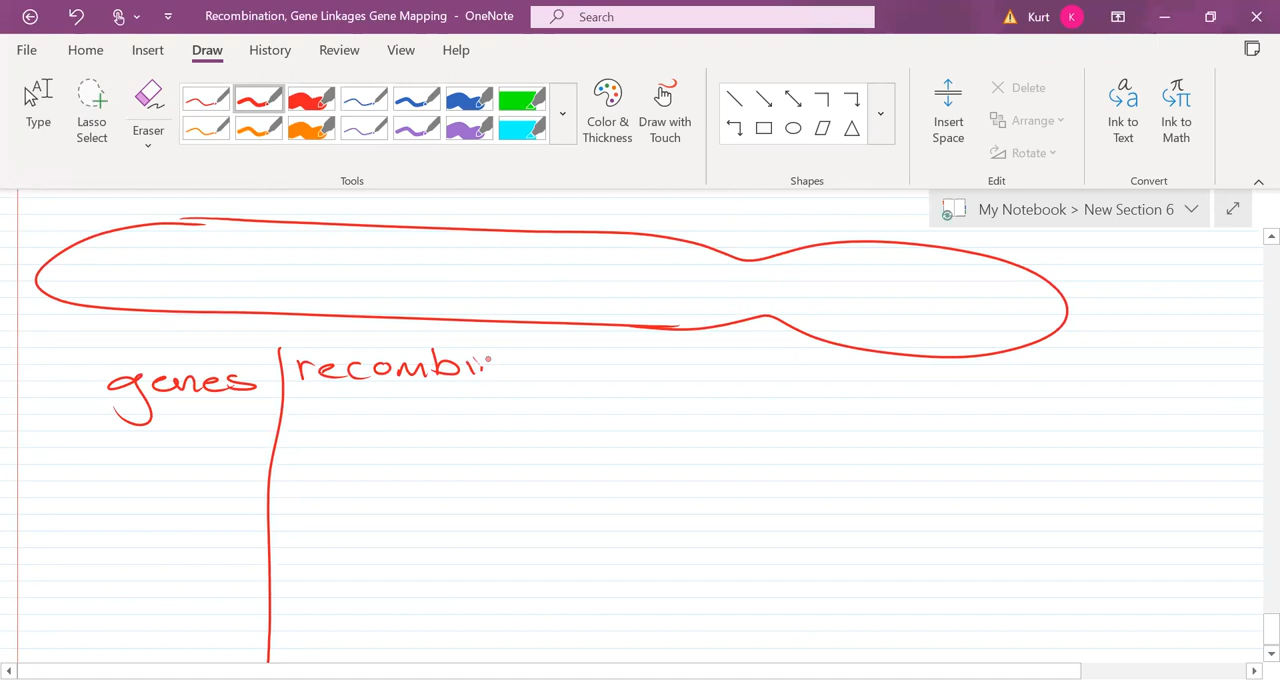 Recombination, Gene Linkages Gene Mapping - OneNote
Search
Kurt
K
File Home Insert Draw History Review View Help
Type
Lasso Select
Eraser
Color & Thickness
Draw with Touch
Insert Space
Delete
Arrange
Rotate
Ink to Text
Ink to Math
Tools
Shapes
Edit
Convert
My Notebook > New Section 6
genes
recombi